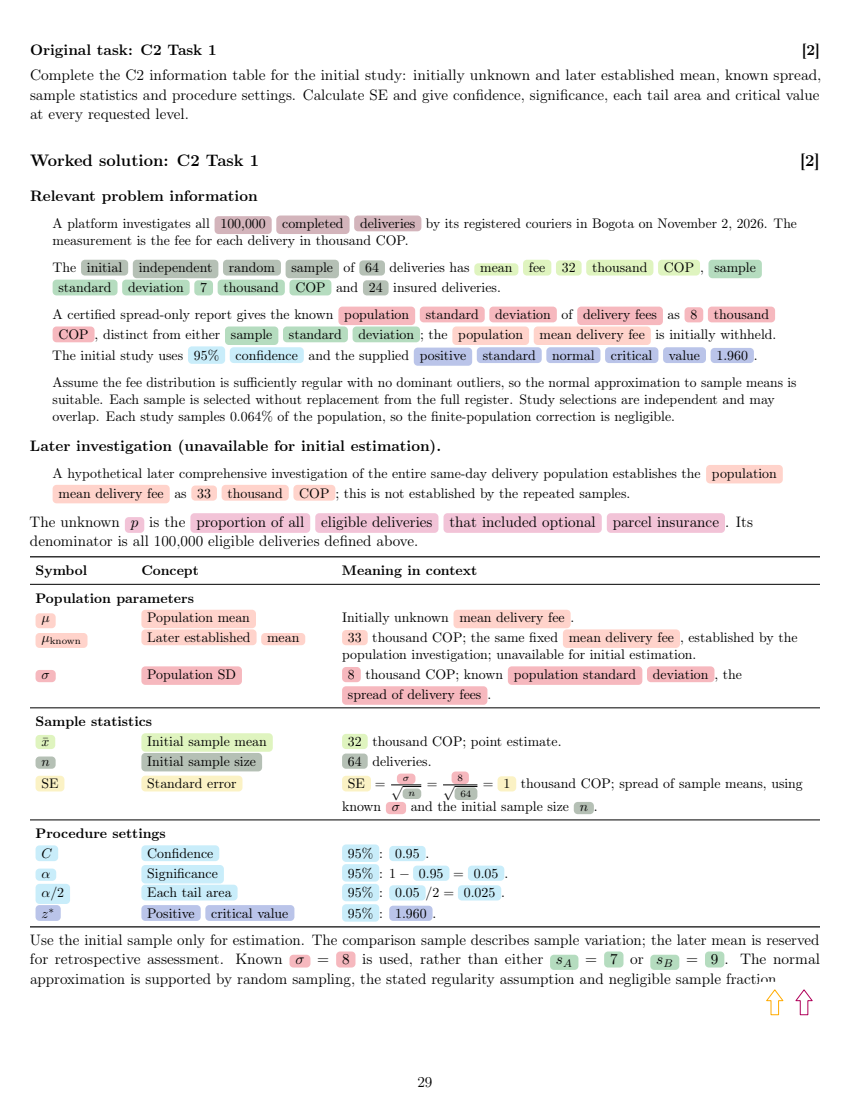 Original task: C2 Task 1 [2]
Complete the C2 information table for the initial study: initially unknown and later established mean, known spread,
sample statistics and procedure settings. Calculate SE and give confidence, significance, each tail area and critical value
at every requested level.
Worked solution: C2 Task 1 [2]
Relevant problem information
A platform investigates all 100,000 completed deliveries by its registered couriers in Bogota on November 2, 2026. The
measurement is the fee for each delivery in thousand COP.
The initial independent random sample of 64 deliveries has mean fee 32 thousand COP, sample
standard deviation 7 thousand COP and 24 insured deliveries.
A certified spread-only report gives the known population standard deviation of delivery fees as 8 thousand
COP, distinct from either sample standard deviation; the population mean delivery fee is initially withheld.
The initial study uses 95% confidence and the supplied positive standard normal critical value 1.960.
Assume the fee distribution is sufficiently regular with no dominant outliers, so the normal approximation to sample means is
suitable. Each sample is selected without replacement from the full register. Study selections are independent and may
overlap. Each study samples 0.064% of the population, so the finite-population correction is negligible.
Later investigation (unavailable for initial estimation).
A hypothetical later comprehensive investigation of the entire same-day delivery population establishes the population
mean delivery fee as 33 thousand COP; this is not established by the repeated samples.
The unknown p is the proportion of all eligible deliveries that included optional parcel insurance. Its
denominator is all 100,000 eligible deliveries defined above.
Symbol Concept Meaning in context
Population parameters
μ Population mean Initially unknown mean delivery fee.
μknown Later established mean 33 thousand COP; the same fixed mean delivery fee, established by the
population investigation; unavailable for initial estimation.
σ Population SD 8 thousand COP; known population standard deviation, the
spread of delivery fees.
Sample statistics
x̄ Initial sample mean 32 thousand COP; point estimate.
n Initial sample size 64 deliveries.
SE Standard error SE = σ/√n = 8/√64 = 1 thousand COP; spread of sample means, using
known σ and the initial sample size n.
Procedure settings
C Confidence 95%: 0.95.
α Significance 95%: 1 − 0.95 = 0.05.
α/2 Each tail area 95%: 0.05/2 = 0.025.
z* Positive critical value 95%: 1.960.
Use the initial sample only for estimation. The comparison sample describes sample variation; the later mean is reserved
for retrospective assessment. Known σ = 8 is used, rather than either sA = 7 or sB = 9. The normal
approximation is supported by random sampling, the stated regularity assumption and negligible sample fraction
29